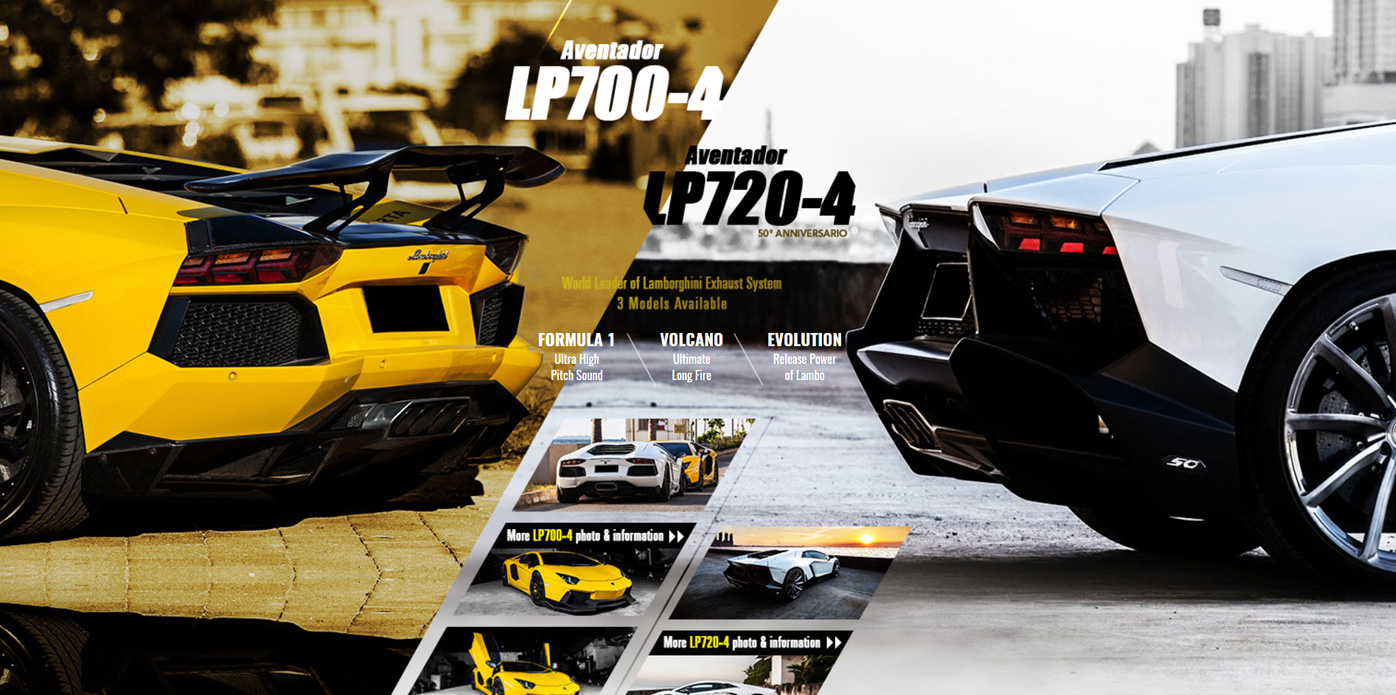 Aventador
LP700-4
Aventador
LP720-4
50° ANNIVERSARIO
World Leader of Lamborghini Exhaust System
3 Models Available
FORMULA 1
Ultra High
Pitch Sound
VOLCANO
Ultimate
Long Fire
EVOLUTION
Release Power
of Lambo
Lamborghini
50
More LP700-4 photo & information
More LP720-4 photo & information